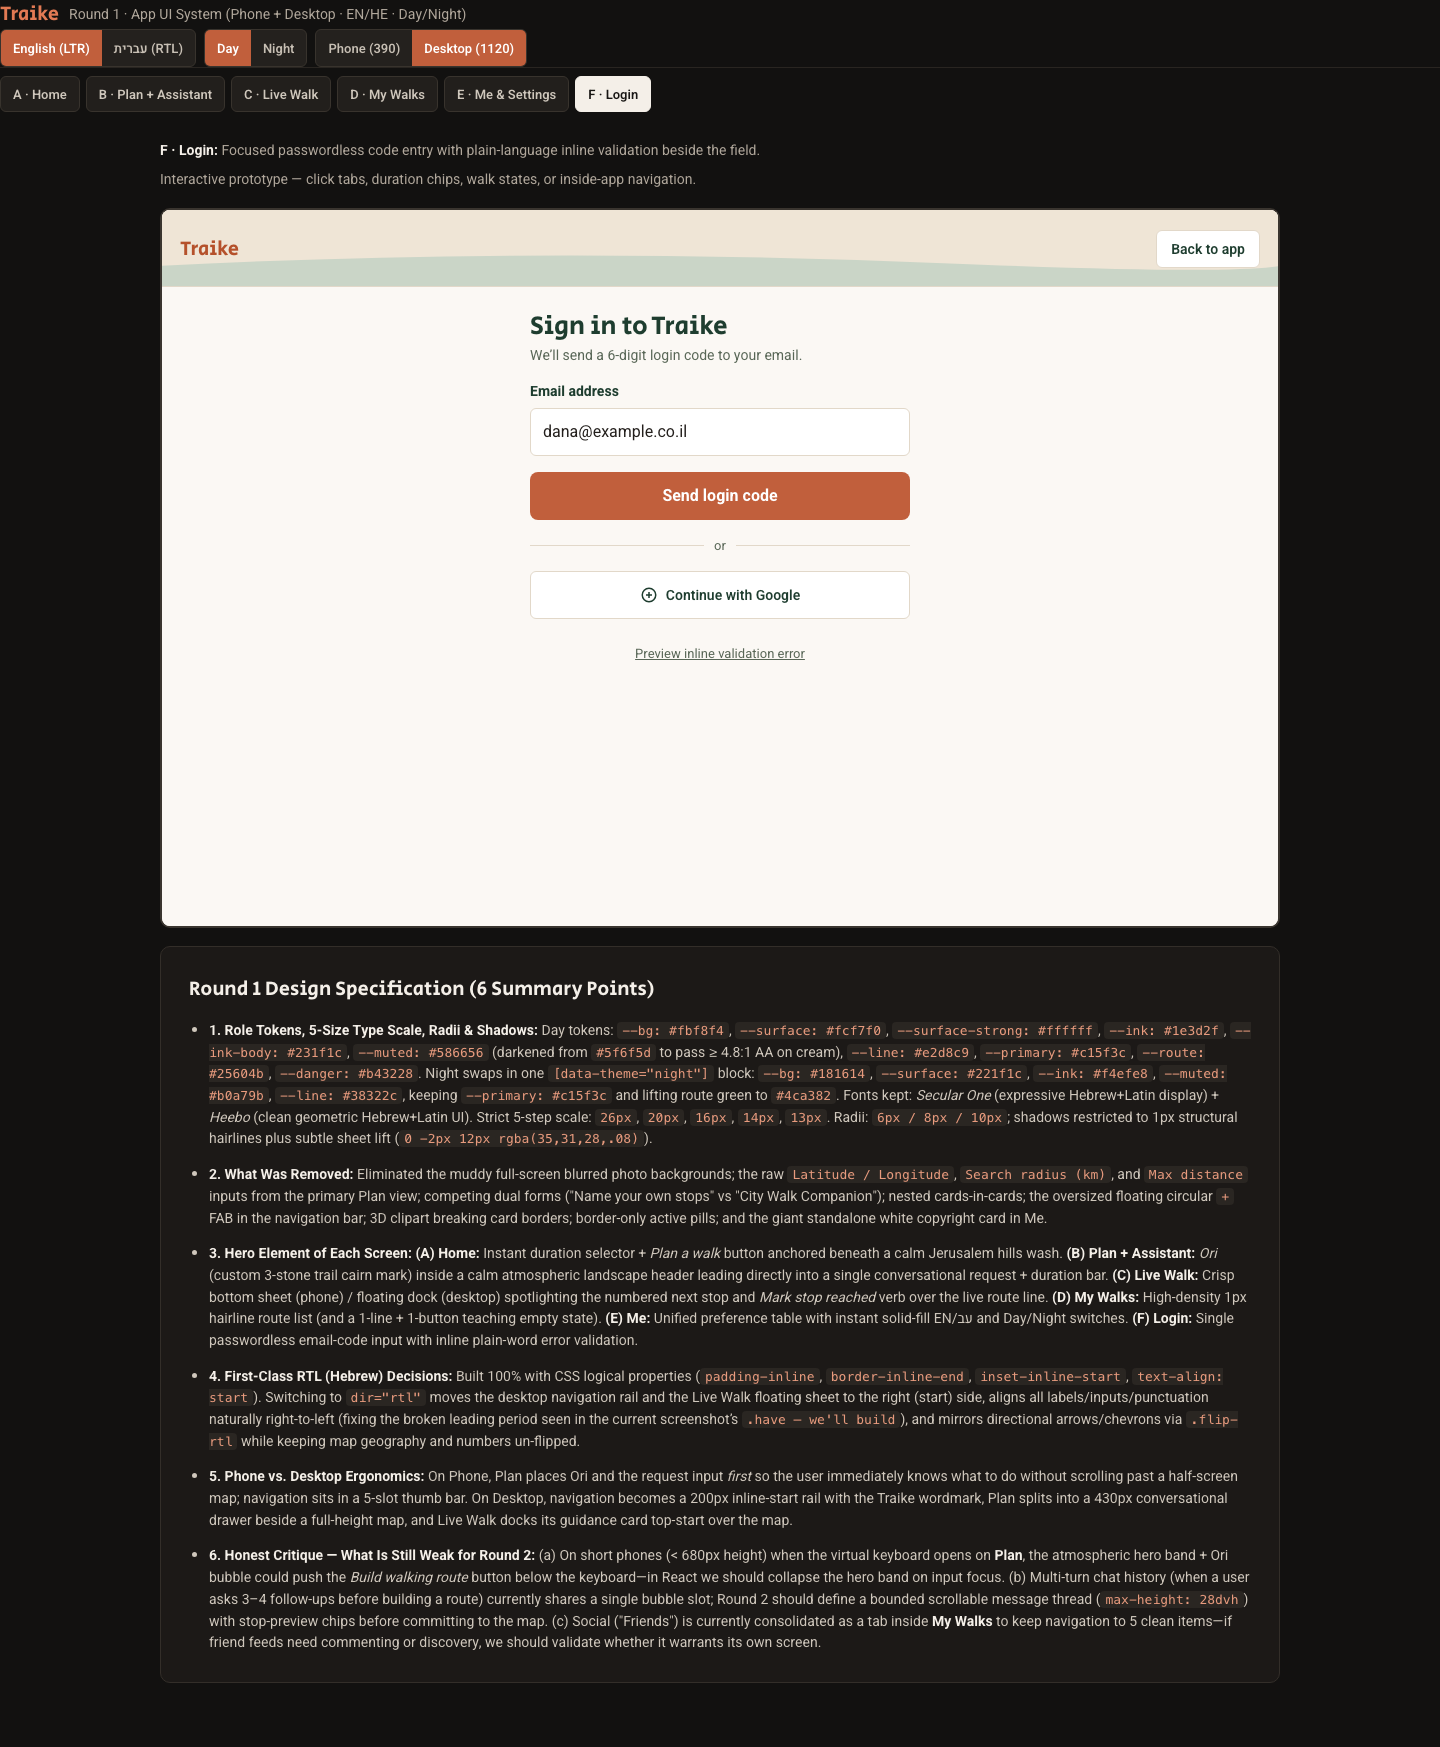 Traike Round 1 · App UI System (Phone + Desktop · EN/HE · Day/Night)
English (LTR) עברית (RTL) Day Night Phone (390) Desktop (1120)
A · Home B · Plan + Assistant C · Live Walk D · My Walks E · Me & Settings F · Login
F · Login: Focused passwordless code entry with plain-language inline validation beside the field.
Interactive prototype — click tabs, duration chips, walk states, or inside-app navigation.
Traike Back to app
Sign in to Traike
We’ll send a 6-digit login code to your email.
Email address
dana@example.co.il
Send login code
or
Continue with Google
Preview inline validation error
Round 1 Design Specification (6 Summary Points)
• 1. Role Tokens, 5-Size Type Scale, Radii & Shadows: Day tokens: --bg: #fbf8f4, --surface: #fcf7f0, --surface-strong: #ffffff, --ink: #1e3d2f, --
ink-body: #231f1c, --muted: #586656 (darkened from #5f6f5d to pass ≥ 4.8:1 AA on cream), --line: #e2d8c9, --primary: #c15f3c, --route:
#25604b, --danger: #b43228. Night swaps in one [data-theme="night"] block: --bg: #181614, --surface: #221f1c, --ink: #f4efe8, --muted:
#b0a79b, --line: #38322c, keeping --primary: #c15f3c and lifting route green to #4ca382. Fonts kept: Secular One (expressive Hebrew+Latin display) +
Heebo (clean geometric Hebrew+Latin UI). Strict 5-step scale: 26px, 20px, 16px, 14px, 13px. Radii: 6px / 8px / 10px; shadows restricted to 1px structural
hairlines plus subtle sheet lift (0 -2px 12px rgba(35,31,28,.08)).
• 2. What Was Removed: Eliminated the muddy full-screen blurred photo backgrounds; the raw Latitude / Longitude, Search radius (km), and Max distance
inputs from the primary Plan view; competing dual forms ("Name your own stops" vs "City Walk Companion"); nested cards-in-cards; the oversized floating circular +
FAB in the navigation bar; 3D clipart breaking card borders; border-only active pills; and the giant standalone white copyright card in Me.
• 3. Hero Element of Each Screen: (A) Home: Instant duration selector + Plan a walk button anchored beneath a calm Jerusalem hills wash. (B) Plan + Assistant: Ori
(custom 3-stone trail cairn mark) inside a calm atmospheric landscape header leading directly into a single conversational request + duration bar. (C) Live Walk: Crisp
bottom sheet (phone) / floating dock (desktop) spotlighting the numbered next stop and Mark stop reached verb over the live route line. (D) My Walks: High-density 1px
hairline route list (and a 1-line + 1-button teaching empty state). (E) Me: Unified preference table with instant solid-fill EN/עב and Day/Night switches. (F) Login: Single
passwordless email-code input with inline plain-word error validation.
• 4. First-Class RTL (Hebrew) Decisions: Built 100% with CSS logical properties (padding-inline, border-inline-end, inset-inline-start, text-align:
start). Switching to dir="rtl" moves the desktop navigation rail and the Live Walk floating sheet to the right (start) side, aligns all labels/inputs/punctuation
naturally right-to-left (fixing the broken leading period seen in the current screenshot’s .have — we'll build), and mirrors directional arrows/chevrons via .flip-
rtl while keeping map geography and numbers un-flipped.
• 5. Phone vs. Desktop Ergonomics: On Phone, Plan places Ori and the request input first so the user immediately knows what to do without scrolling past a half-screen
map; navigation sits in a 5-slot thumb bar. On Desktop, navigation becomes a 200px inline-start rail with the Traike wordmark, Plan splits into a 430px conversational
drawer beside a full-height map, and Live Walk docks its guidance card top-start over the map.
• 6. Honest Critique — What Is Still Weak for Round 2: (a) On short phones (< 680px height) when the virtual keyboard opens on Plan, the atmospheric hero band + Ori
bubble could push the Build walking route button below the keyboard—in React we should collapse the hero band on input focus. (b) Multi-turn chat history (when a user
asks 3–4 follow-ups before building a route) currently shares a single bubble slot; Round 2 should define a bounded scrollable message thread (max-height: 28dvh)
with stop-preview chips before committing to the map. (c) Social ("Friends") is currently consolidated as a tab inside My Walks to keep navigation to 5 clean items—if
friend feeds need commenting or discovery, we should validate whether it warrants its own screen.